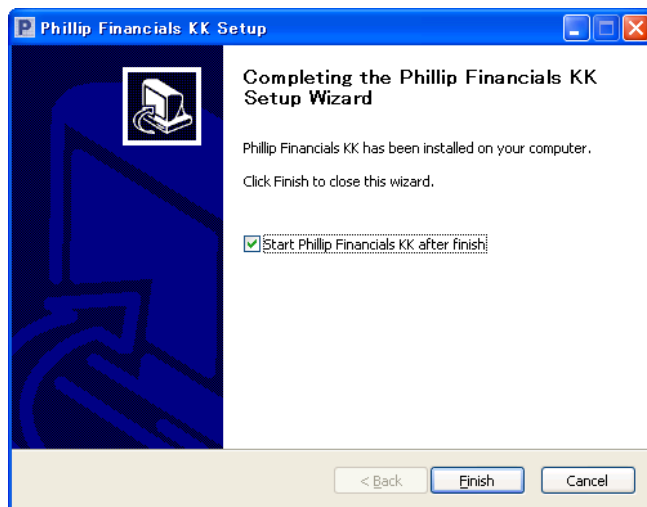 Phillip Financials KK Setup
Completing the Phillip Financials KK
Setup Wizard
Phillip Financials KK has been installed on your computer.
Click Finish to close this wizard.
Start Phillip Financials KK after finish
< Back
Finish
Cancel